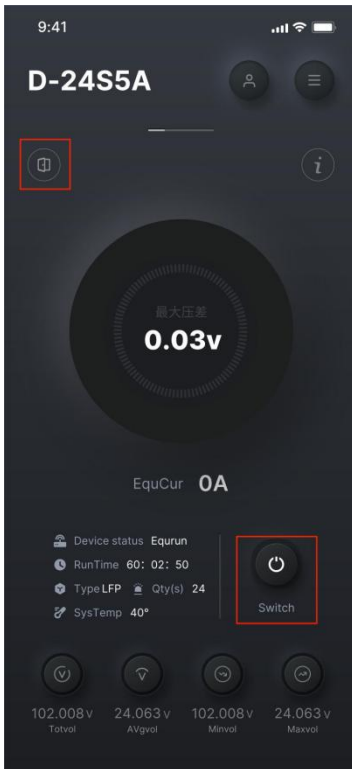 9:41
D-24S5A
i
最大压差
0.03v
EquCur 0A
Device status Equrun
RunTime 60: 02: 50
Type LFP Qty(s) 24
SysTemp 40°
Switch
102.008 v 24.063 v 102.008 v 24.063 v
Totvol AVgvol Minvol Maxvol